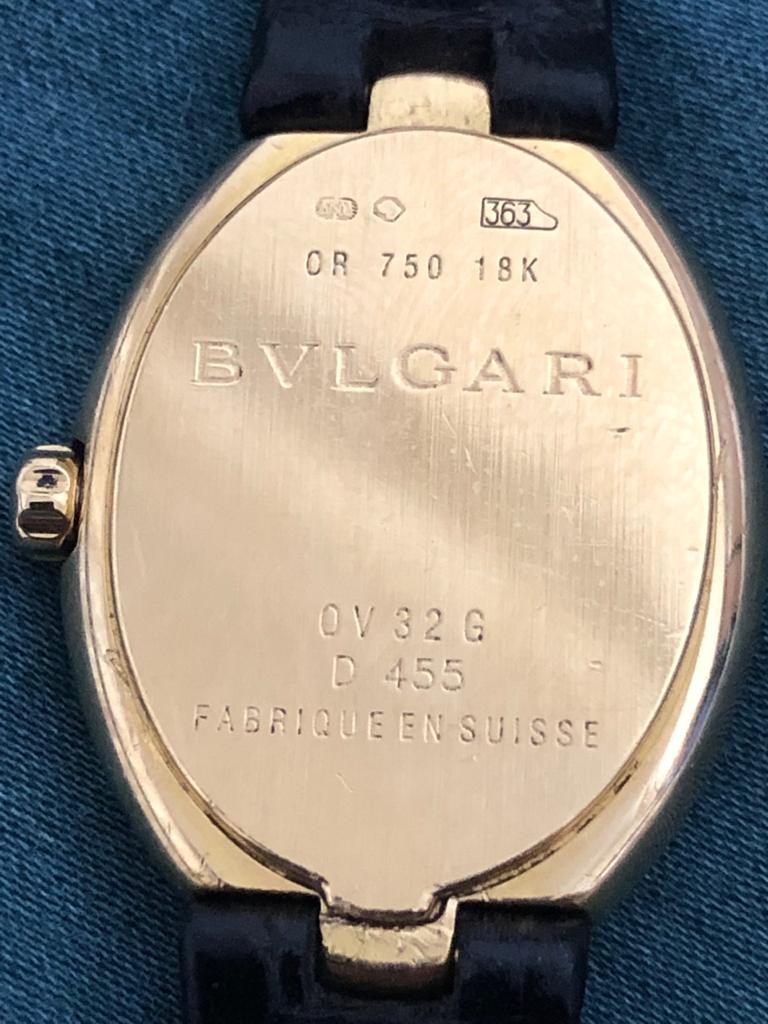 363
OR 750 18K
BVLGARI
OV 32 G
D 455
FABRIQUE EN SUISSE